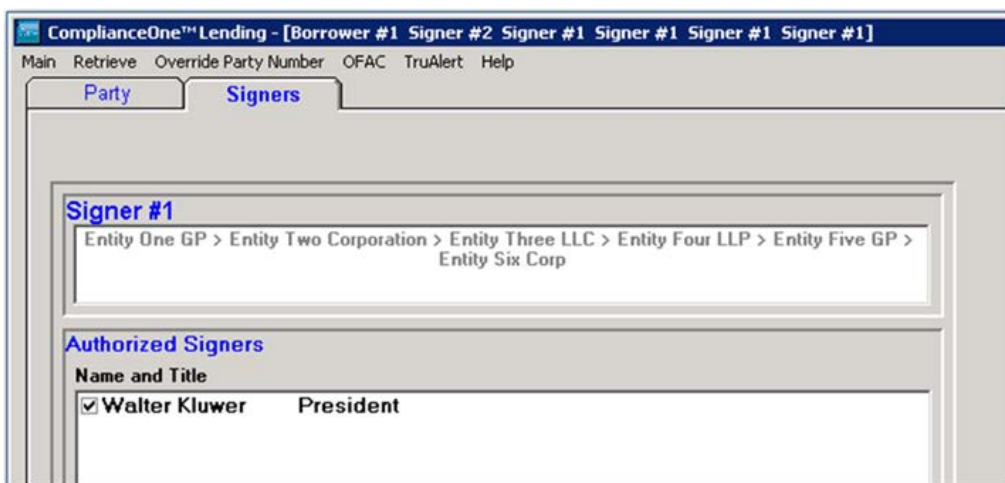 ComplianceOne™ Lending - [Borrower #1 Signer #2 Signer #1 Signer #1 Signer #1 Signer #1]
Main Retrieve Override Party Number OFAC TruAlert Help
Party Signers
Signer #1
Entity One GP > Entity Two Corporation > Entity Three LLC > Entity Four LLP > Entity Five GP >
Entity Six Corp
Authorized Signers
Name and Title
Walter Kluwer President